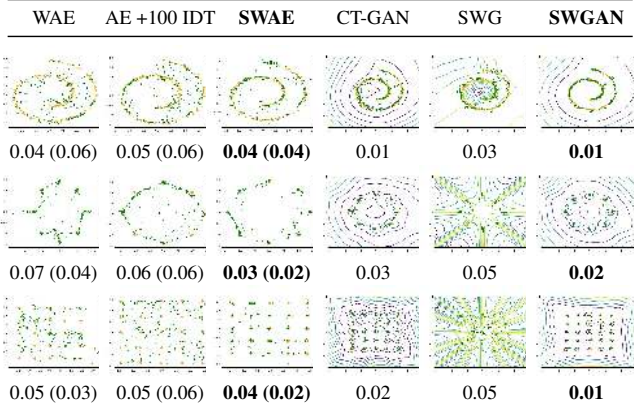 WAE AE +100 IDT SWAE CT-GAN SWG SWGAN
0.04 (0.06) 0.05 (0.06) 0.04 (0.04) 0.01 0.03 0.01
0.07 (0.04) 0.06 (0.06) 0.03 (0.02) 0.03 0.05 0.02
0.05 (0.03) 0.05 (0.06) 0.04 (0.02) 0.02 0.05 0.01